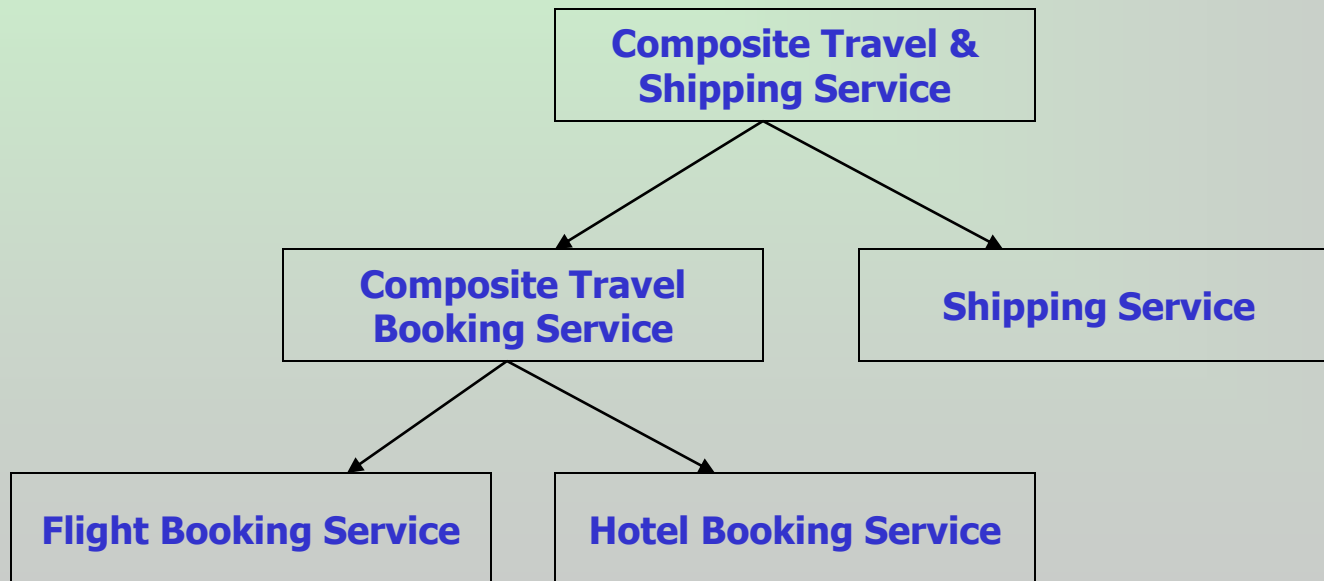 Composite Travel &
Shipping Service
Composite Travel
Booking Service
Shipping Service
Flight Booking Service
Hotel Booking Service